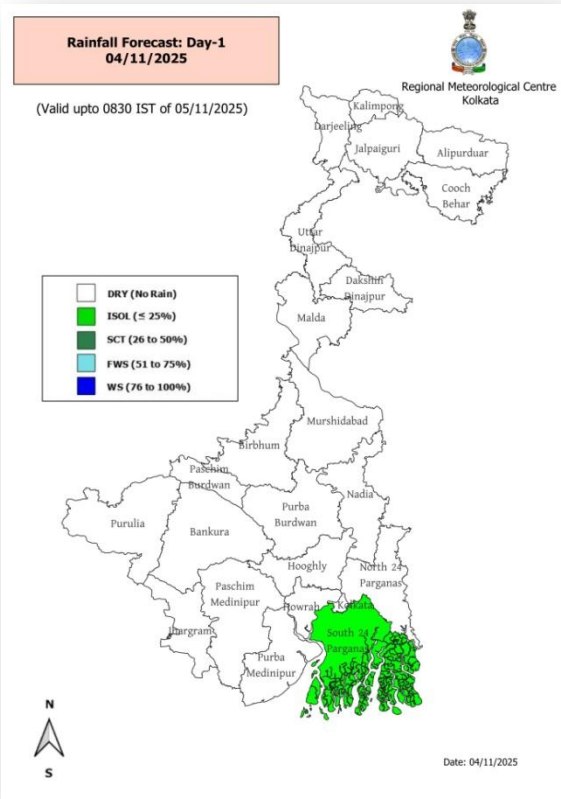 Rainfall Forecast: Day-1
04/11/2025
Regional Meteorological Centre
Kolkata
(Valid upto 0830 IST of 05/11/2025)
Kalimpong
Darjeeling
Jalpaiguri
Alipurduar
Cooch
Behar
Uttar
Dinajpur
Dakshin
Dinajpur
Malda
DRY (No Rain)
ISOL (≤ 25%)
SCT (26 to 50%)
FWS (51 to 75%)
WS (76 to 100%)
Murshidabad
Birbhum
Paschim
Burdwan
Nadia
Purba
Burdwan
Purulia
Bankura
Hooghly
North 24
Parganas
Paschim
Medinipur
Howrah
Kolkata
Jhargram
South 24
Parganas
Purba
Medinipur
N
S
Date: 04/11/2025